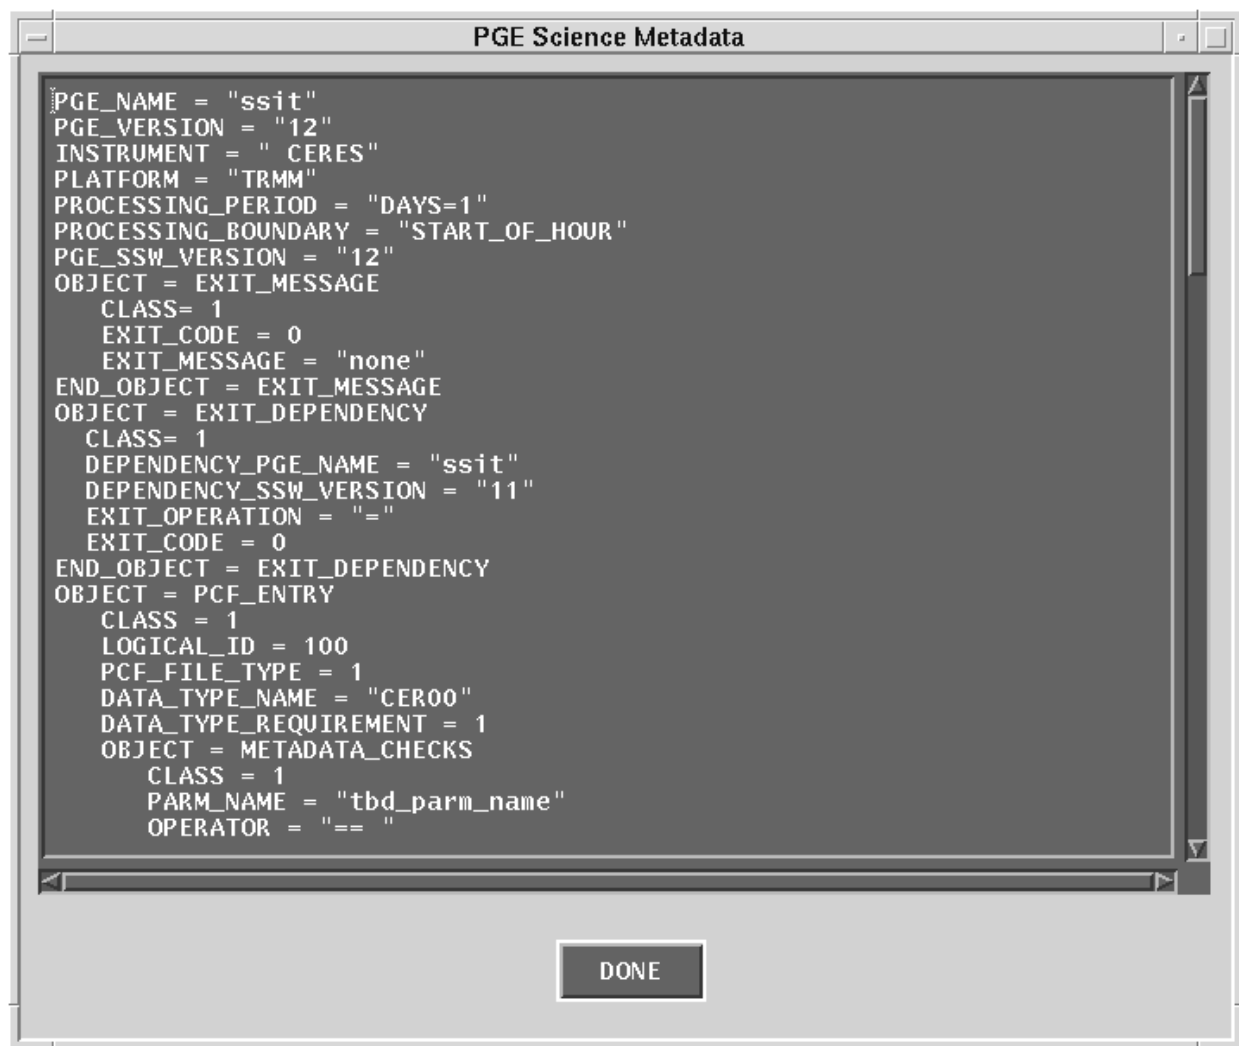 PGE Science Metadata
PGE_NAME = "ssit"
PGE_VERSION = "12"
INSTRUMENT = " CERES"
PLATFORM = "TRMM"
PROCESSING_PERIOD = "DAYS=1"
PROCESSING_BOUNDARY = "START_OF_HOUR"
PGE_SSW_VERSION = "12"
OBJECT = EXIT_MESSAGE
   CLASS= 1
   EXIT_CODE = 0
   EXIT_MESSAGE = "none"
END_OBJECT = EXIT_MESSAGE
OBJECT = EXIT_DEPENDENCY
  CLASS= 1
  DEPENDENCY_PGE_NAME = "ssit"
  DEPENDENCY_SSW_VERSION = "11"
  EXIT_OPERATION = "="
  EXIT_CODE = 0
END_OBJECT = EXIT_DEPENDENCY
OBJECT = PCF_ENTRY
   CLASS = 1
   LOGICAL_ID = 100
   PCF_FILE_TYPE = 1
   DATA_TYPE_NAME = "CER00"
   DATA_TYPE_REQUIREMENT = 1
   OBJECT = METADATA_CHECKS
      CLASS = 1
      PARM_NAME = "tbd_parm_name"
      OPERATOR = "== "
DONE